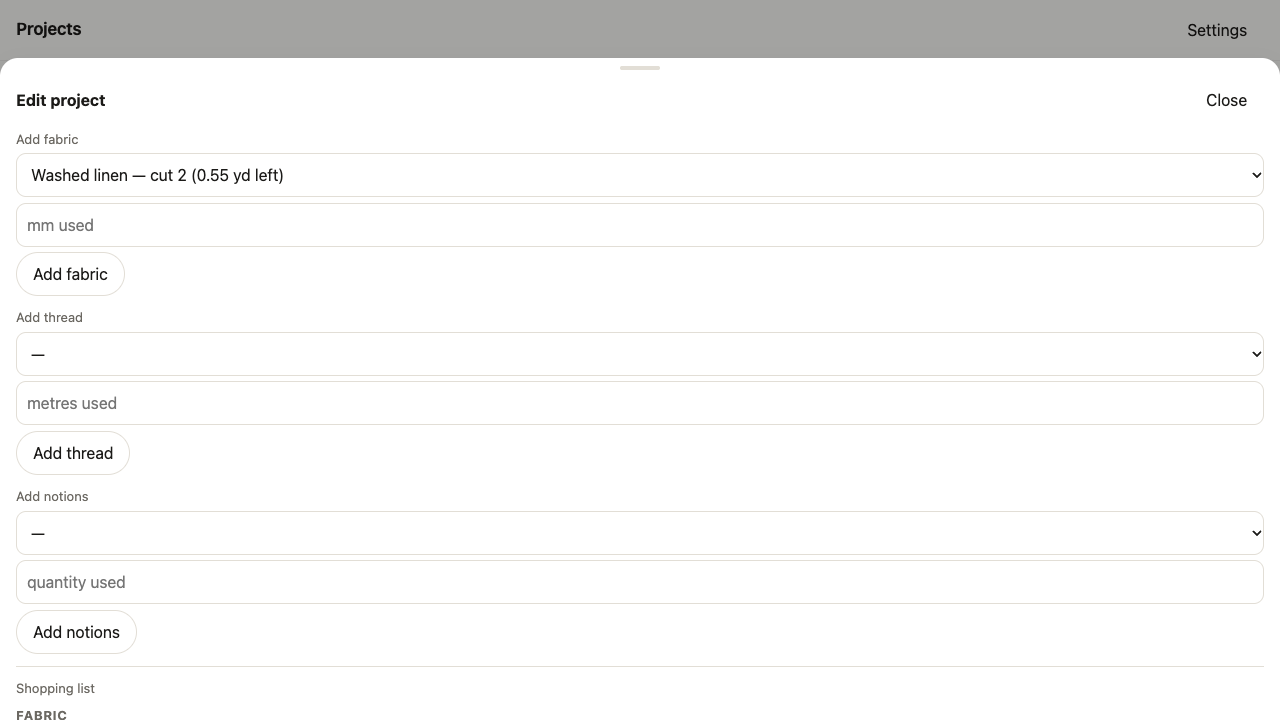 Projects
Settings
Edit project
Close
Add fabric
Washed linen — cut 2 (0.55 yd left)
mm used
Add fabric
Add thread
—
metres used
Add thread
Add notions
—
quantity used
Add notions
Shopping list
FABRIC